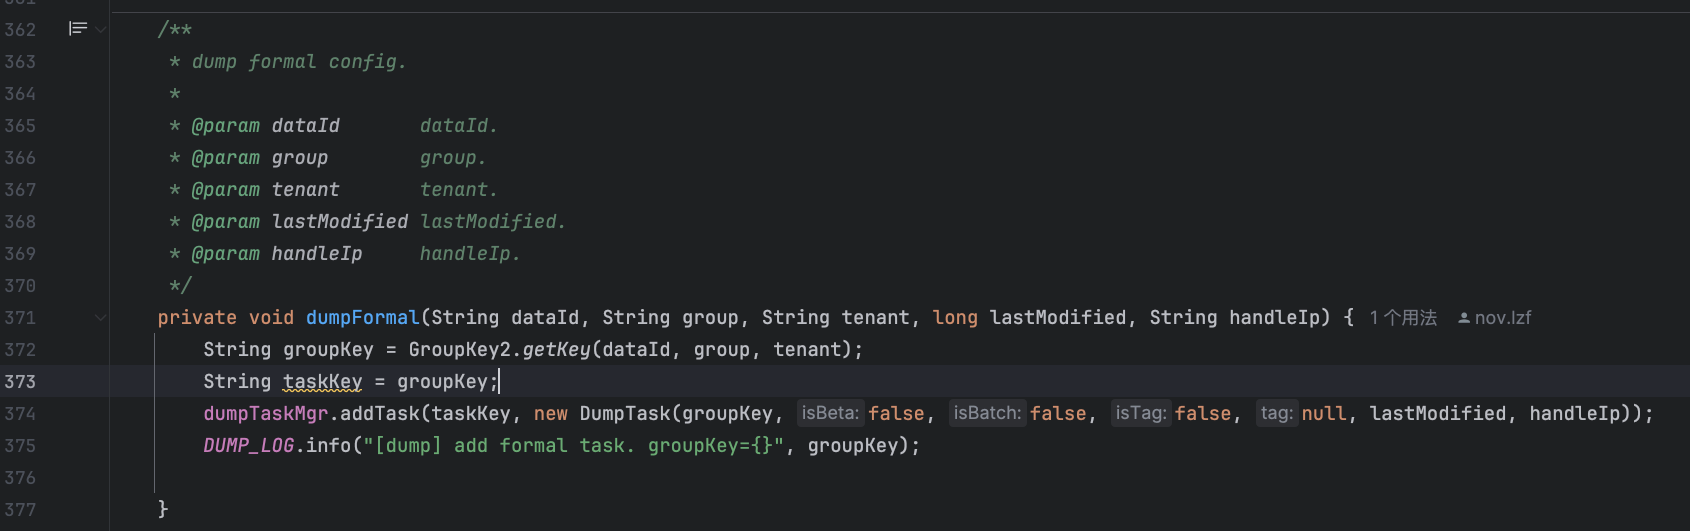 362 /**
363 * dump formal config.
364 *
365 * @param dataId       dataId.
366 * @param group        group.
367 * @param tenant       tenant.
368 * @param lastModified lastModified.
369 * @param handleIp     handleIp.
370 */
371 private void dumpFormal(String dataId, String group, String tenant, long lastModified, String handleIp) { 1 个用法 nov.lzf
372 String groupKey = GroupKey2.getKey(dataId, group, tenant);
373 String taskKey = groupKey;
374 dumpTaskMgr.addTask(taskKey, new DumpTask(groupKey, isBeta: false, isBatch: false, isTag: false, tag: null, lastModified, handleIp));
375 DUMP_LOG.info("[dump] add formal task. groupKey={}", groupKey);
376
377 }